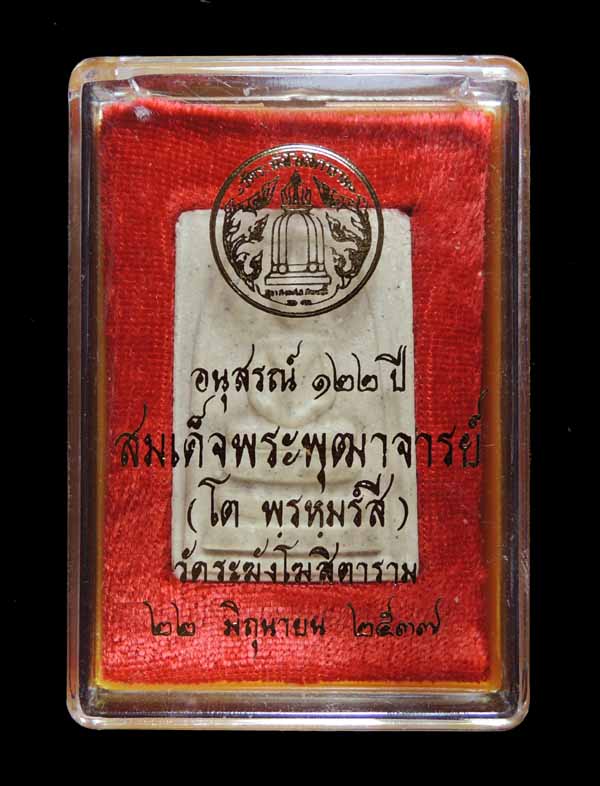 อนุสรณ์ ๑๒๒ ปี
สมเด็จพระพุฒาจารย์
(โต พฺรหฺมรํสี)
วัดระฆังโฆสิตาราม
๒๒ มิถุนายน ๒๕๓๗